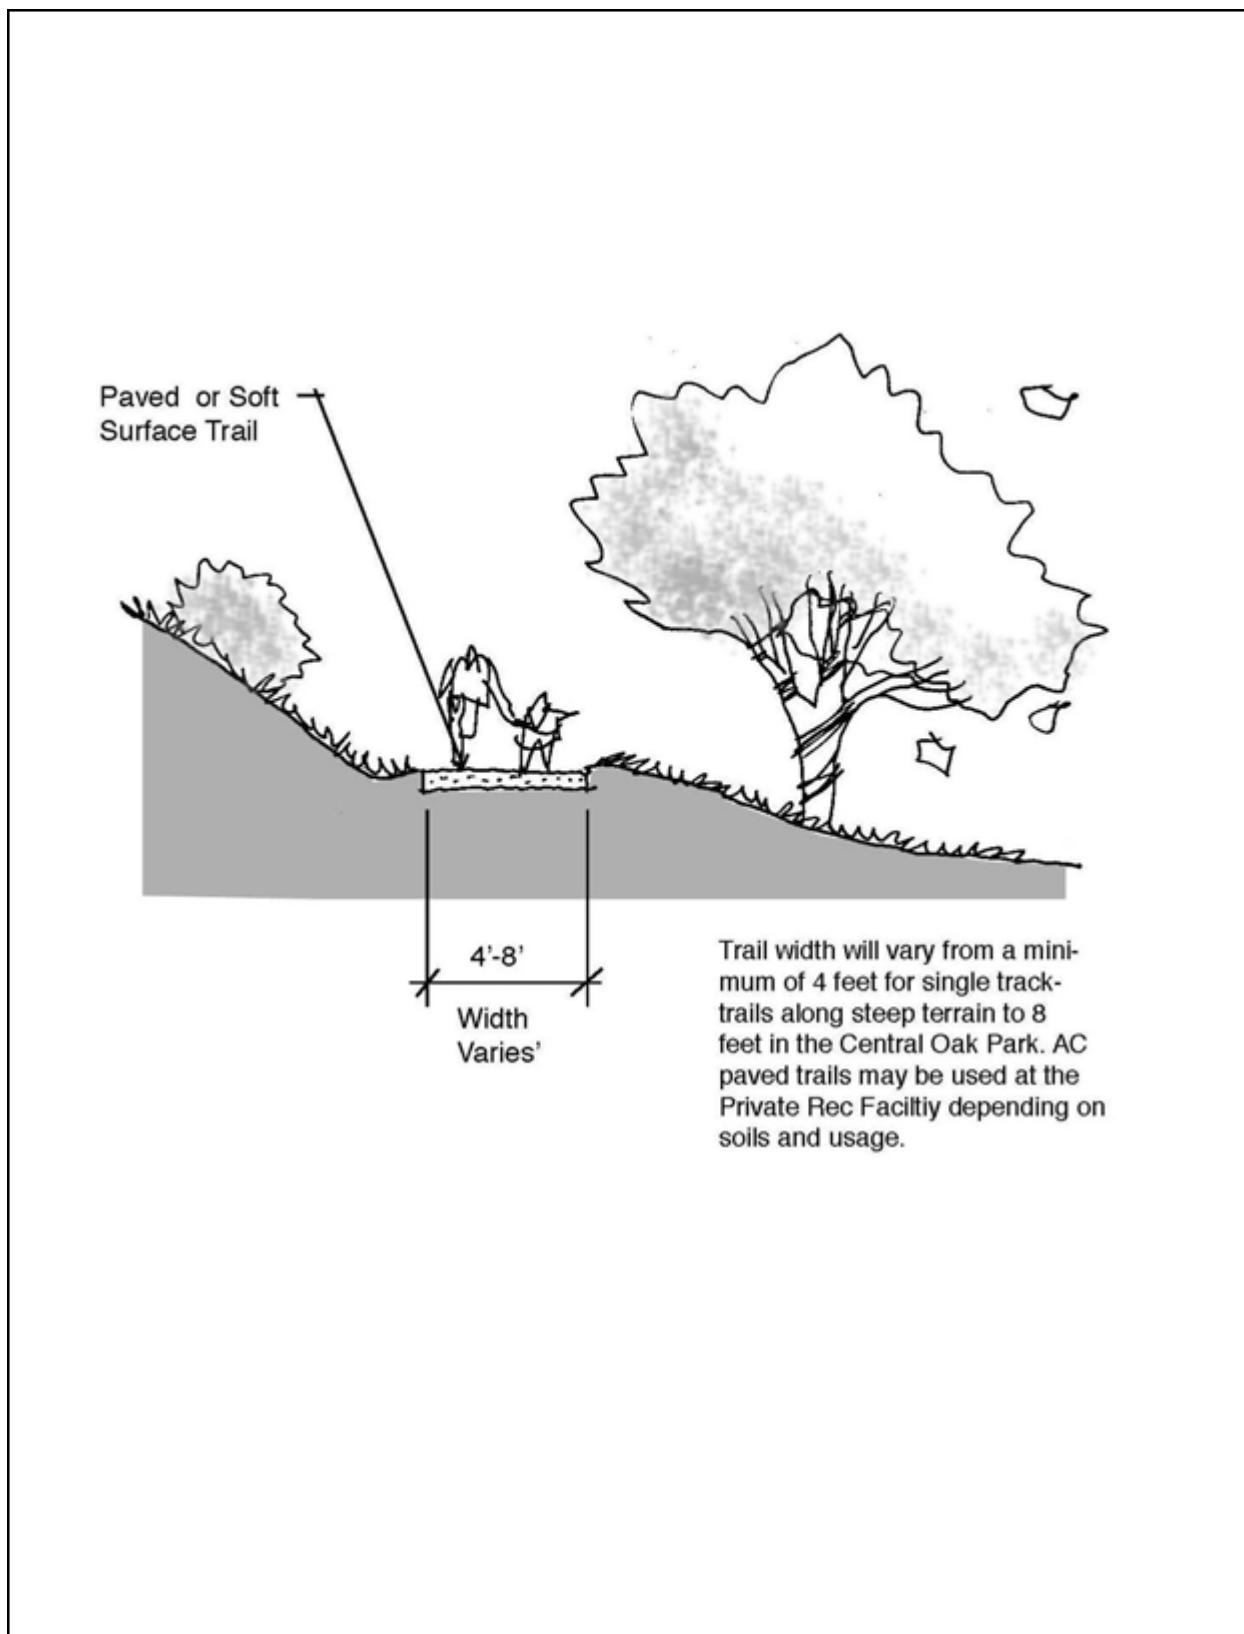 Paved or Soft
Surface Trail
4'-8'
Width
Varies'
Trail width will vary from a mini-
mum of 4 feet for single track-
trails along steep terrain to 8
feet in the Central Oak Park. AC
paved trails may be used at the
Private Rec Faciltiy depending on
soils and usage.